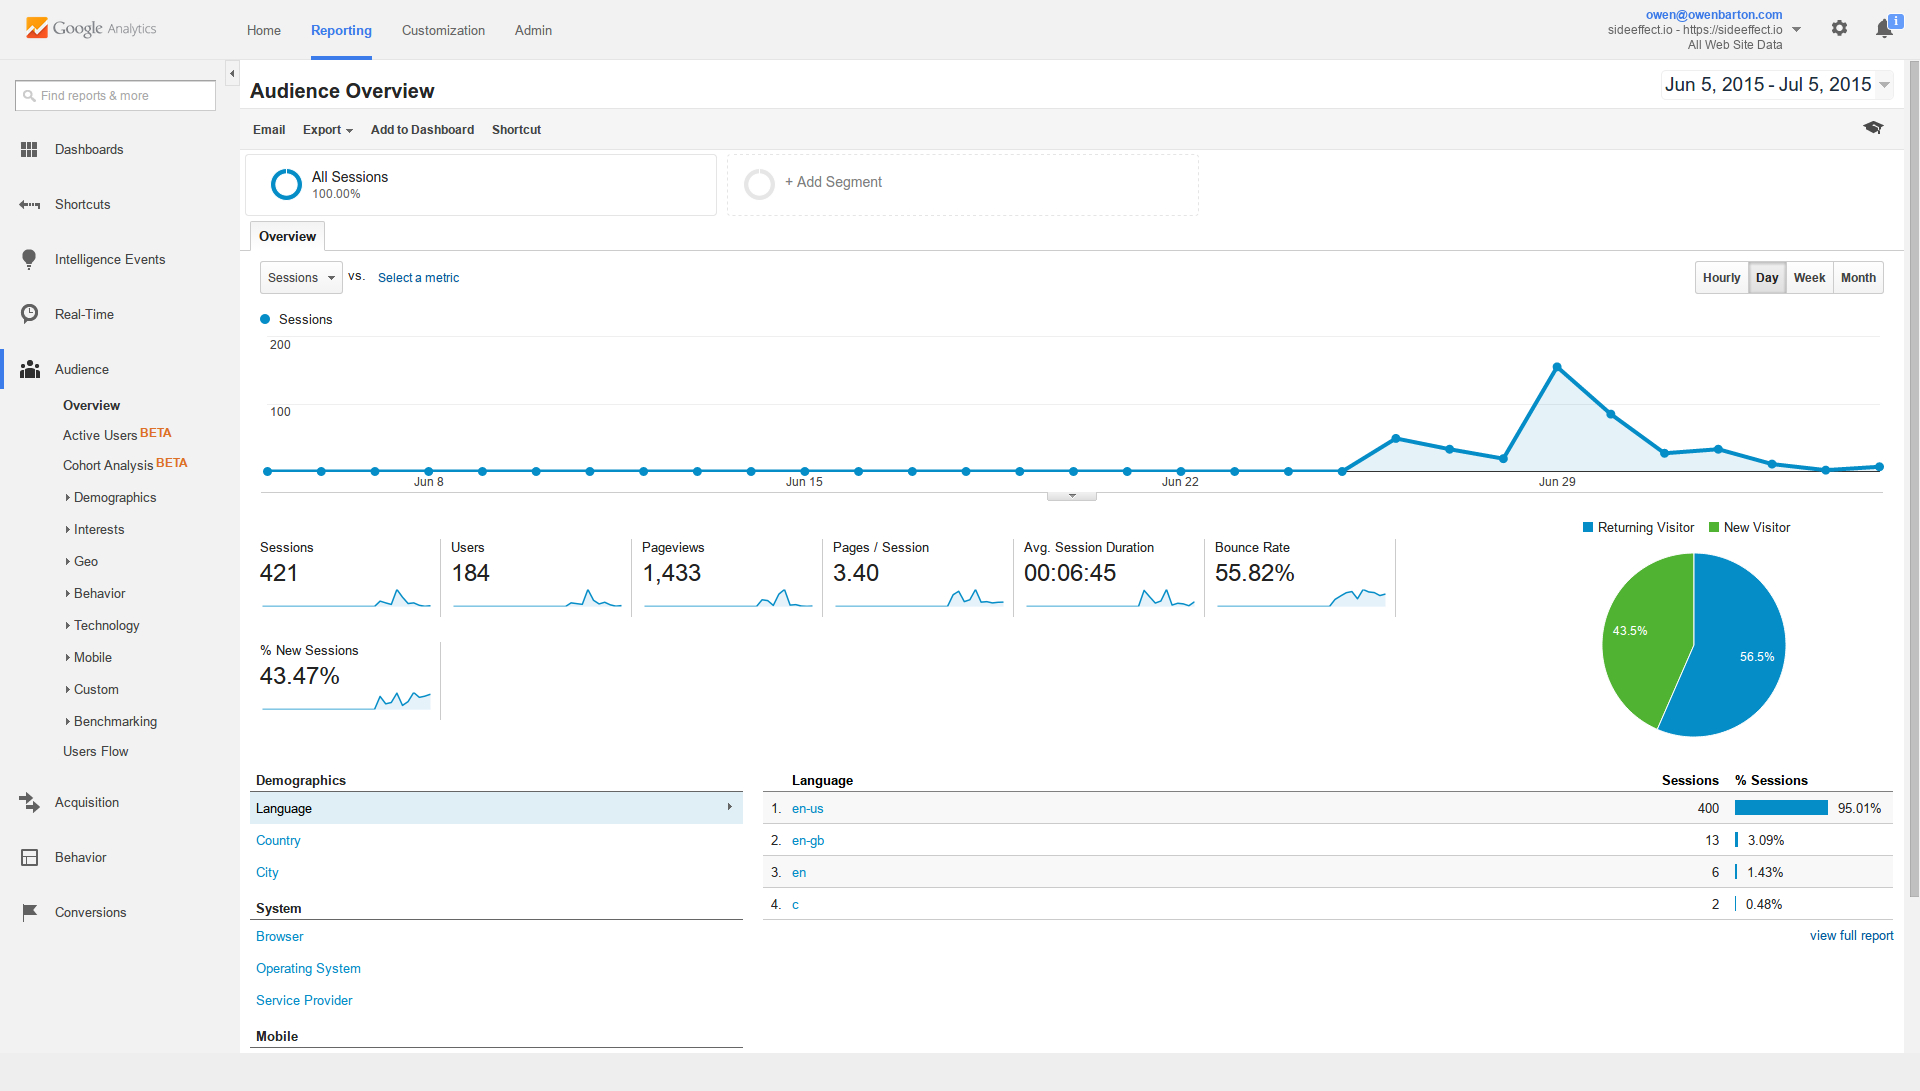 Google Analytics
Home Reporting Customization Admin
owen@owenbarton.com
sideeffect.io - https://sideeffect.io
All Web Site Data
i
Find reports & more
Dashboards
Shortcuts
Intelligence Events
Real-Time
Audience
Overview
Active Users BETA
Cohort Analysis BETA
Demographics
Interests
Geo
Behavior
Technology
Mobile
Custom
Benchmarking
Users Flow
Acquisition
Behavior
Conversions
Audience Overview
Jun 5, 2015 - Jul 5, 2015
Email Export Add to Dashboard Shortcut
All Sessions
100.00%
+ Add Segment
Overview
Sessions vs. Select a metric
Hourly Day Week Month
Sessions
200
100
Jun 8 Jun 15 Jun 22 Jun 29
Returning Visitor New Visitor
43.5%
56.5%
Sessions
421
Users
184
Pageviews
1,433
Pages / Session
3.40
Avg. Session Duration
00:06:45
Bounce Rate
55.82%
% New Sessions
43.47%
Demographics
Language
Country
City
System
Browser
Operating System
Service Provider
Mobile
Language Sessions % Sessions
1. en-us 400 95.01%
2. en-gb 13 3.09%
3. en 6 1.43%
4. c 2 0.48%
view full report